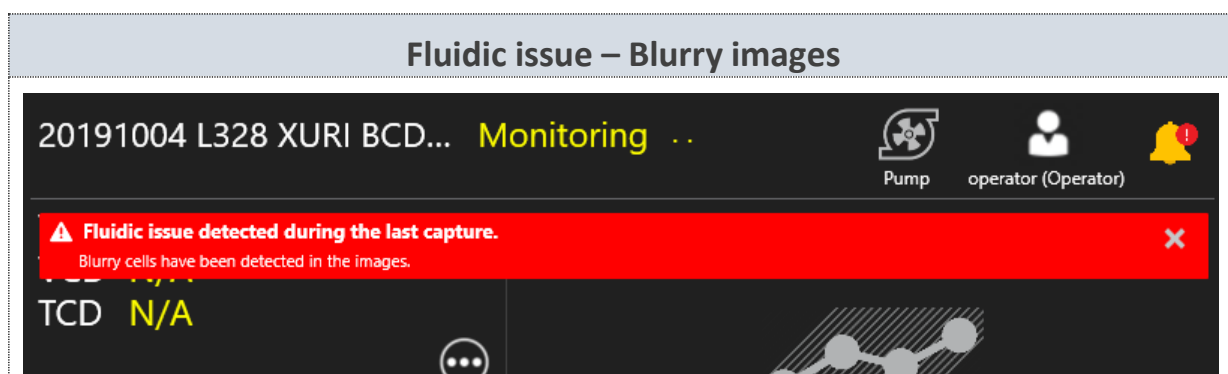 Fluidic issue – Blurry images
20191004 L328 XURI BCD... Monitoring ..
Pump operator (Operator)
Fluidic issue detected during the last capture.
Blurry cells have been detected in the images.
TCD N/A